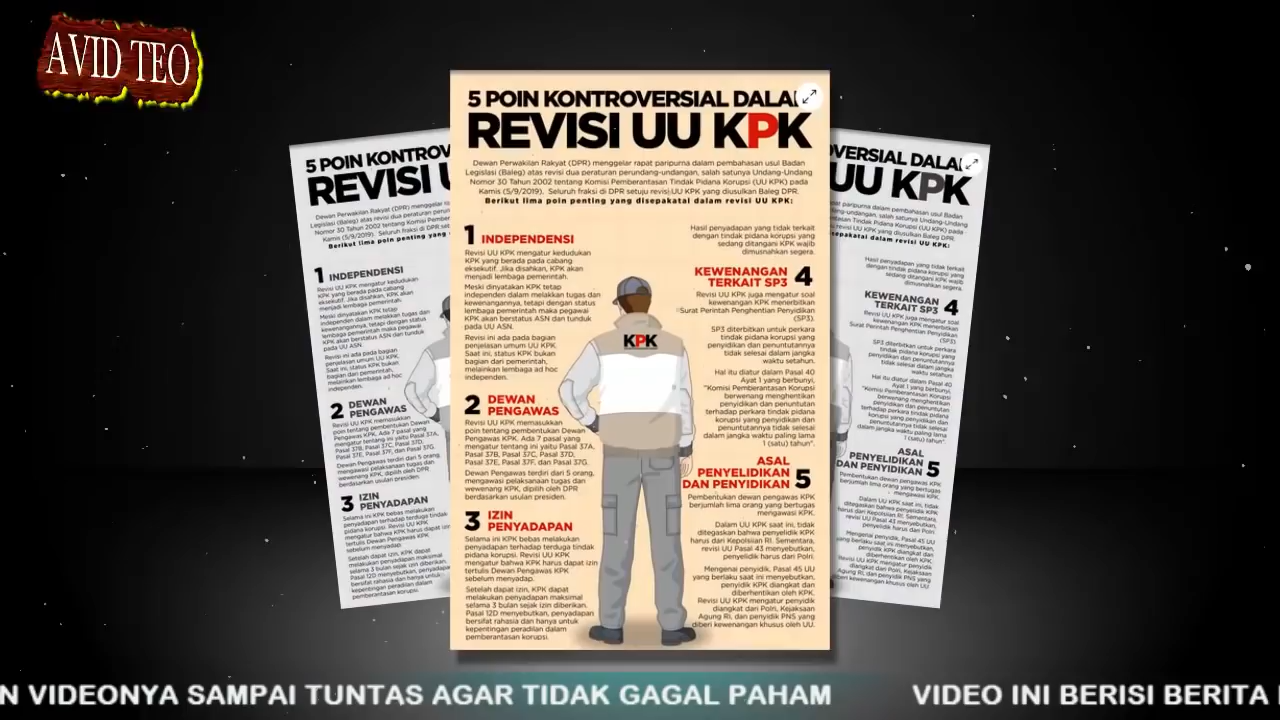 AVID TEO
5 POIN KONTROVERSIAL DALA
REVISI UU KPK
Dewan Perwakilan Rakyat (DPR) menggelar rapat paripurna dalam pembahasan usul Badan
Legislasi (Baleg) atas revisi dua peraturan perundang-undangan, salah satunya Undang-Undang
Nomor 30 Tahun 2002 tentang Komisi Pemberantasan Tindak Pidana Korupsi (UU KPK) pada
Kamis (5/9/2019). Seluruh fraksi di DPR setuju revisi UU KPK yang diusulkan Baleg DPR.
Berikut lima poin penting yang disepakati dalam revisi UU KPK:
1 INDEPENDENSI
Revisi UU KPK mengatur kedudukan
KPK yang berada pada cabang
eksekutif. Jika disahkan, KPK akan
menjadi lembaga pemerintah.
Meski dinyatakan KPK tetap
independen dalam melakkan tugas dan
kewenangannya, tetapi dengan status
lembaga pemerintah maka pegawai
KPK akan berstatus ASN dan tunduk
pada UU ASN.
Revisi ini ada pada bagian
penjelasan umum UU KPK.
Saat ini, status KPK bukan
bagian dari pemerintah,
melainkan lembaga ad hoc
independen.
2 DEWAN
PENGAWAS
Revisi UU KPK memasukkan
poin tentang pembentukan Dewan
Pengawas KPK. Ada 7 pasal yang
mengatur tentang ini yaitu Pasal 37A,
Pasal 37B, Pasal 37C, Pasal 37D,
Pasal 37E, Pasal 37F, dan Pasal 37G.
Dewan Pengawas terdiri dari 5 orang,
mengawasi pelaksanaan tugas dan
wewenang KPK, dipilih oleh DPR
berdasarkan usulan presiden.
3 IZIN
PENYADAPAN
Selama ini KPK bebas melakukan
penyadapan terhadap terduga tindak
pidana korupsi. Revisi UU KPK
mengatur bahwa KPK harus dapat izin
tertulis Dewan Pengawas KPK
sebelum menyadap.
Setelah dapat izin, KPK dapat
melakukan penyadapan maksimal
selama 3 bulan sejak izin diberikan.
Pasal 12D menyebutkan, penyadapan
bersifat rahasia dan hanya untuk
kepentingan peradilan dalam
pemberantasan korupsi.
KPK
Hasil penyadapan yang tidak terkait
dengan tindak pidana korupsi yang
sedang ditangani KPK wajib
dimusnahkan segera.
KEWENANGAN
TERKAIT SP3 4
Revisi UU KPK juga mengatur soal
kewenangan KPK menerbitkan
Surat Perintah Penghentian Penyidikan
(SP3).
SP3 diterbitkan untuk perkara
tindak pidana korupsi yang
penyidikan dan penuntutannya
tidak selesai dalam jangka
waktu setahun.
Hal itu diatur dalam Pasal 40
Ayat 1 yang berbunyi,
"Komisi Pemberantasan Korupsi
berwenang menghentikan
penyidikan dan penuntutan
terhadap perkara tindak pidana
korupsi yang penyidikan dan
penuntutannya tidak selesai
dalam jangka waktu paling lama
1 (satu) tahun".
ASAL
PENYELIDIKAN
DAN PENYIDIKAN 5
Pembentukan dewan pengawas KPK
berjumlah lima orang yang bertugas
mengawasi KPK.
Dalam UU KPK saat ini, tidak
ditegaskan bahwa penyelidik KPK
harus dari Kepolsiian RI. Sementara,
revisi UU Pasal 43 menyebutkan,
penyelidik harus dari Polri.
Mengenai penyidik, Pasal 45 UU
yang berlaku saat ini menyebutkan,
penyidik KPK diangkat dan
diberhentikan oleh KPK.
Revisi UU KPK mengatur penyidik
diangkat dari Polri, Kejaksaan
Agung RI, dan penyidik PNS yang
diberi kewenangan khusus oleh UU.
N VIDEONYA SAMPAI TUNTAS AGAR TIDAK GAGAL PAHAM VIDEO INI BERISI BERITA